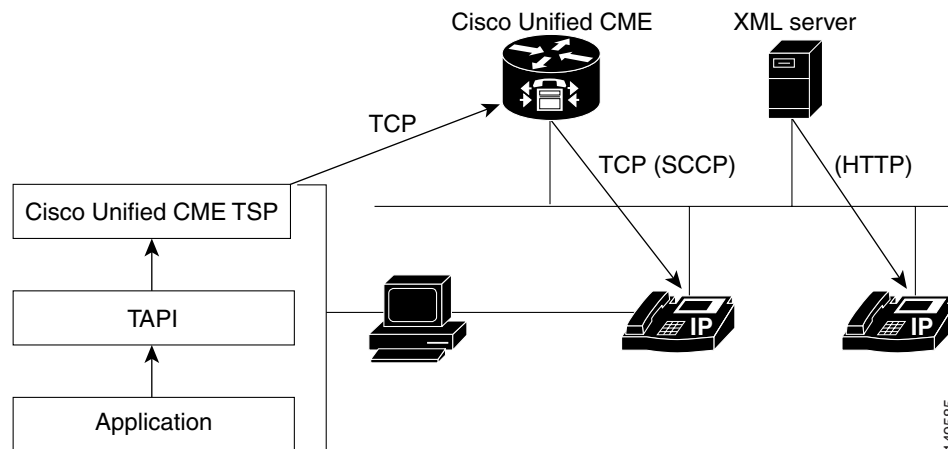 Cisco Unified CME
XML server
TCP
TCP (SCCP)
(HTTP)
Cisco Unified CME TSP
TAPI
IP
IP
Application